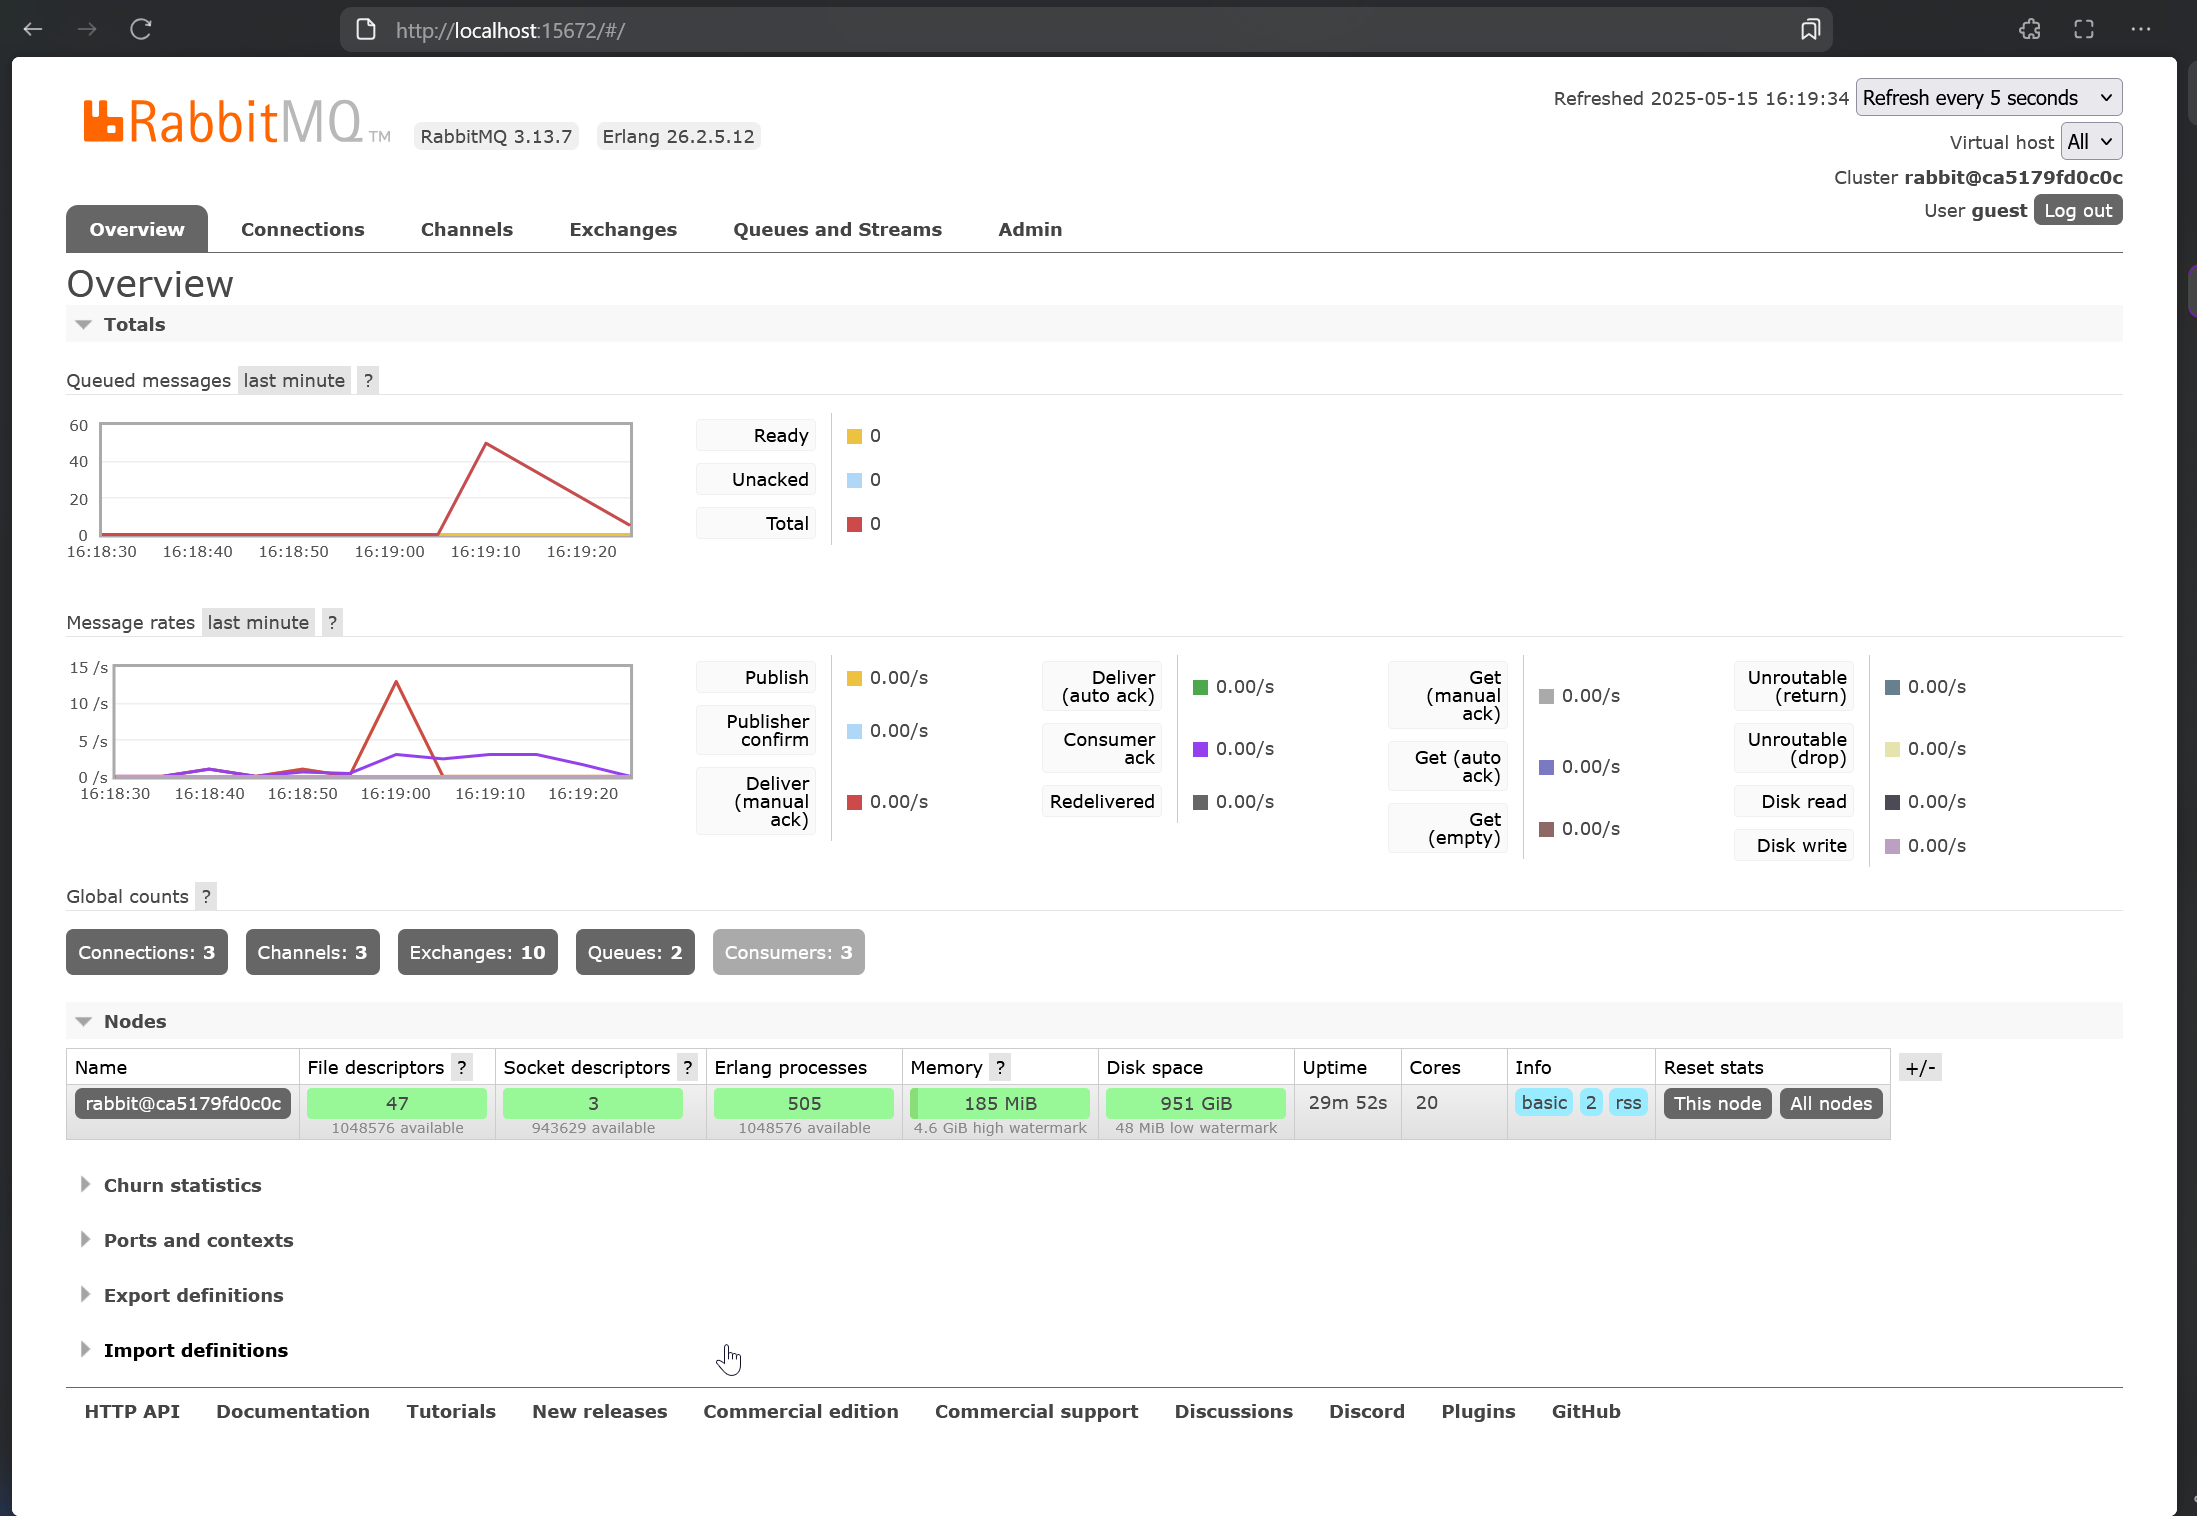 http://localhost:15672/#/
RabbitMQ TM
RabbitMQ 3.13.7 Erlang 26.2.5.12
Refreshed 2025-05-15 16:19:34 Refresh every 5 seconds
Virtual host All
Cluster rabbit@ca5179fd0c0c
User guest Log out
Overview Connections Channels Exchanges Queues and Streams Admin
Overview
Totals
Queued messages last minute ?
60
40
20
0
16:18:30 16:18:40 16:18:50 16:19:00 16:19:10 16:19:20
Ready 0
Unacked 0
Total 0
Message rates last minute ?
15 /s
10 /s
5 /s
0 /s
16:18:30 16:18:40 16:18:50 16:19:00 16:19:10 16:19:20
Publish 0.00/s
Publisher
confirm 0.00/s
Deliver
(manual
ack) 0.00/s
Deliver
(auto ack) 0.00/s
Consumer
ack 0.00/s
Redelivered 0.00/s
Get
(manual
ack) 0.00/s
Get (auto
ack) 0.00/s
Get
(empty) 0.00/s
Unroutable
(return) 0.00/s
Unroutable
(drop) 0.00/s
Disk read 0.00/s
Disk write 0.00/s
Global counts ?
Connections: 3 Channels: 3 Exchanges: 10 Queues: 2 Consumers: 3
Nodes
Name File descriptors ? Socket descriptors ? Erlang processes Memory ? Disk space Uptime Cores Info Reset stats +/-
rabbit@ca5179fd0c0c 47 3 505 185 MiB 951 GiB 29m 52s 20 basic 2 rss This node All nodes
1048576 available 943629 available 1048576 available 4.6 GiB high watermark 48 MiB low watermark
Churn statistics
Ports and contexts
Export definitions
Import definitions
HTTP API Documentation Tutorials New releases Commercial edition Commercial support Discussions Discord Plugins GitHub